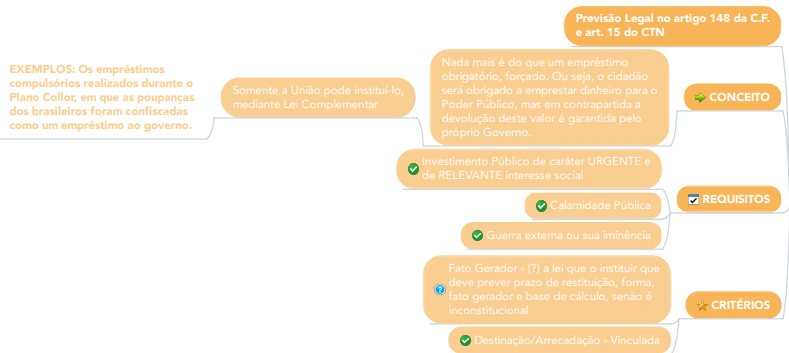 Previsão Legal no artigo 148 da C.F.
e art. 15 do CTN
CONCEITO
Nada mais é do que um empréstimo
obrigatório, forçado. Ou seja, o cidadão
será obrigado a emprestar dinheiro para o
Poder Público, mas em contrapartida a
devolução deste valor é garantida pelo
próprio Governo.
Somente a União pode instituí-lo,
mediante Lei Complementar
EXEMPLOS: Os empréstimos
compulsórios realizados durante o
Plano Collor, em que as poupanças
dos brasileiros foram confiscadas
como um empréstimo ao governo.
REQUISITOS
Investimento Público de caráter URGENTE e
de RELEVANTE interesse social
Calamidade Pública
Guerra externa ou sua iminência
CRITÉRIOS
Fato Gerador - (?) a lei que o instituir que
deve prever prazo de restituição, forma,
fato gerador e base de cálculo, senão é
inconstitucional
Destinação/Arrecadação - Vinculada